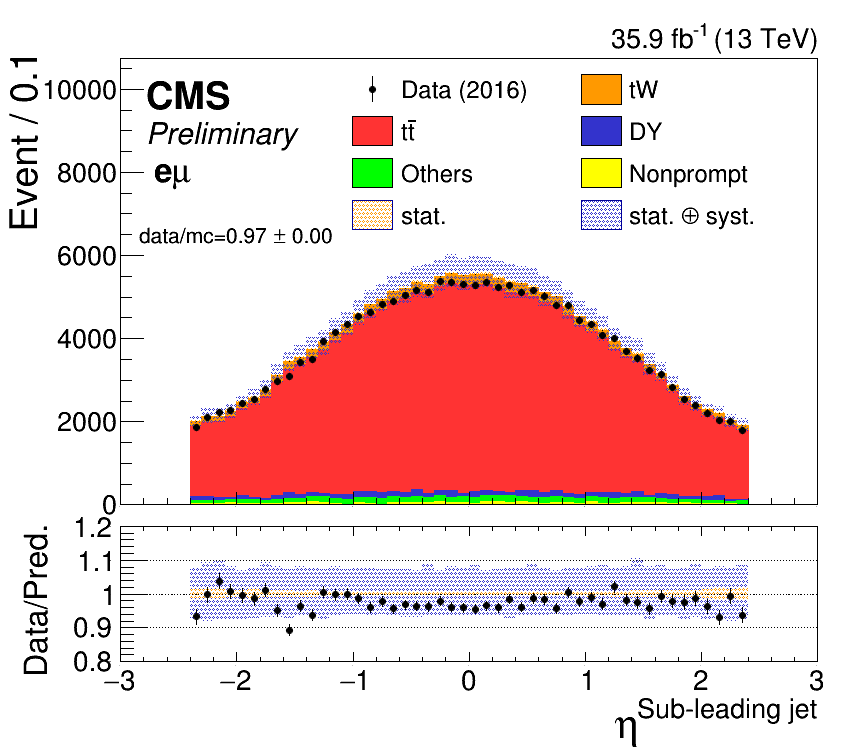 35.9 fb⁻¹ (13 TeV)
Event / 0.1
10000
8000
6000
4000
2000
0
CMS
Preliminary
eμ
data/mc=0.97 ± 0.00
Data (2016)
tW
tt̄
DY
Others
Nonprompt
stat.
stat. ⊕ syst.
Data/Pred.
1.2
1.1
1
0.9
0.8
−3 −2 −1 0 1 2 3
η^Sub-leading jet